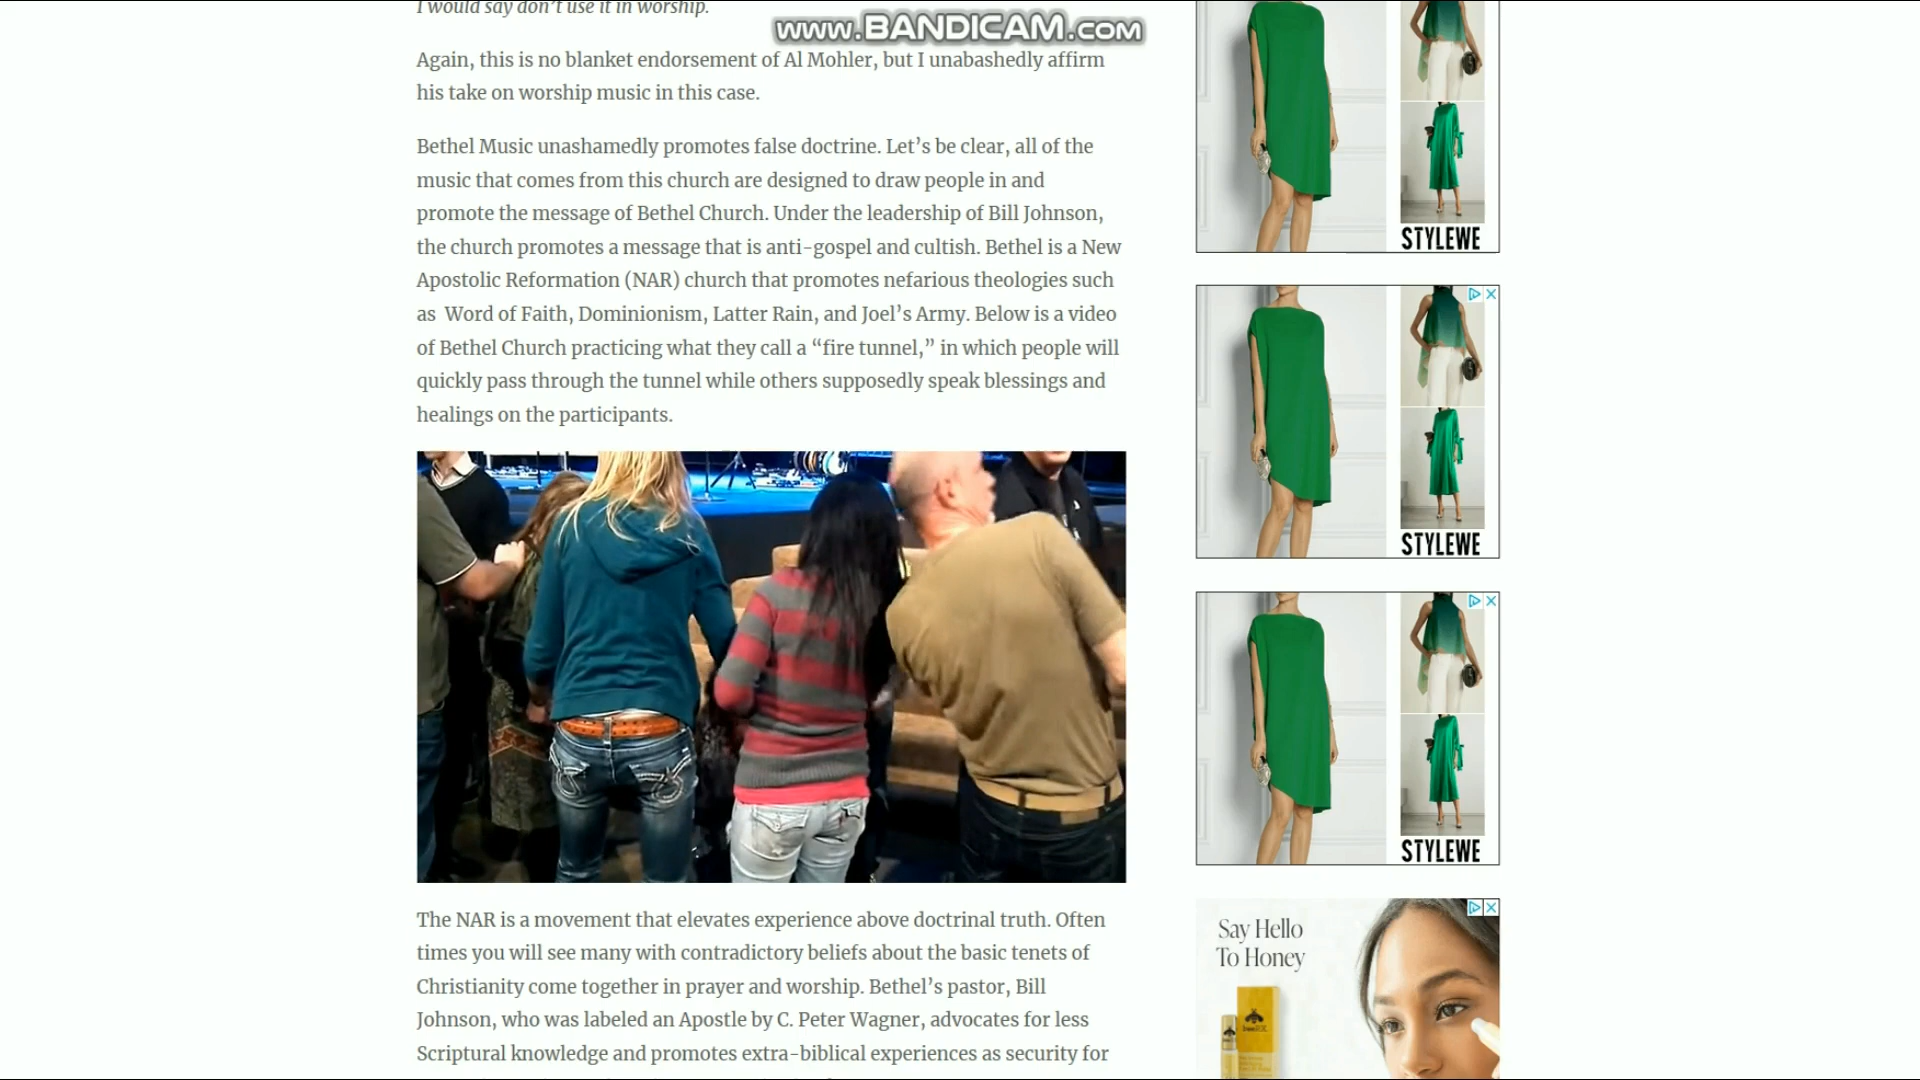 I would say don't use it in worship.
www.BANDICAM.com
Again, this is no blanket endorsement of Al Mohler, but I unabashedly affirm
his take on worship music in this case.
Bethel Music unashamedly promotes false doctrine. Let’s be clear, all of the
music that comes from this church are designed to draw people in and
promote the message of Bethel Church. Under the leadership of Bill Johnson,
the church promotes a message that is anti-gospel and cultish. Bethel is a New
Apostolic Reformation (NAR) church that promotes nefarious theologies such
as Word of Faith, Dominionism, Latter Rain, and Joel’s Army. Below is a video
of Bethel Church practicing what they call a “fire tunnel,” in which people will
quickly pass through the tunnel while others supposedly speak blessings and
healings on the participants.
The NAR is a movement that elevates experience above doctrinal truth. Often
times you will see many with contradictory beliefs about the basic tenets of
Christianity come together in prayer and worship. Bethel’s pastor, Bill
Johnson, who was labeled an Apostle by C. Peter Wagner, advocates for less
Scriptural knowledge and promotes extra-biblical experiences as security for
STYLEWE
STYLEWE
STYLEWE
Say Hello
To Honey